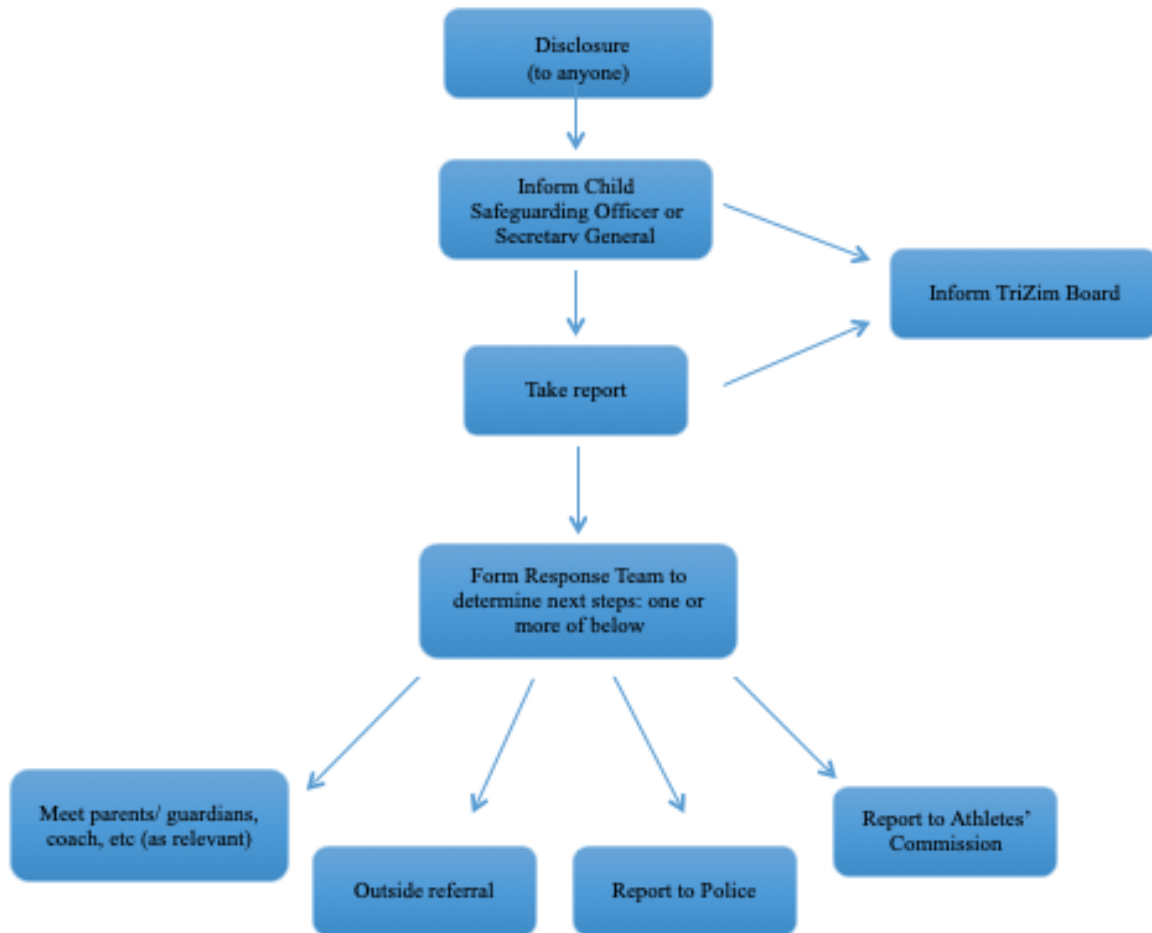 Disclosure
(to anyone)
Inform Child
Safeguarding Officer or
Secretary General
Inform TriZim Board
Take report
Form Response Team to
determine next steps: one or
more of below
Meet parents/ guardians,
coach, etc (as relevant)
Outside referral
Report to Police
Report to Athletes’
Commission